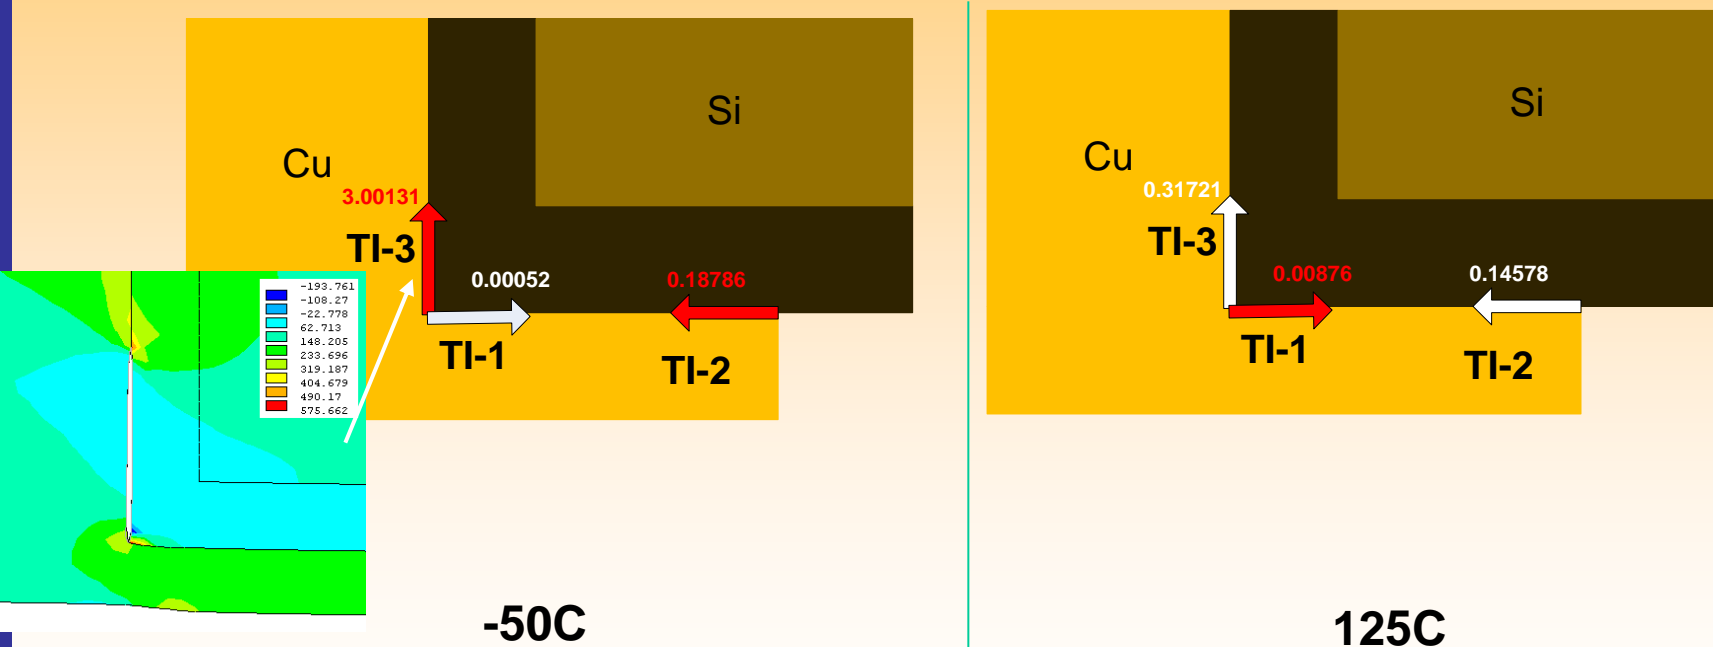 Si
Cu
3.00131
TI-3
0.00052
0.18786
TI-1
TI-2
-193.761
-108.27
-22.778
62.713
148.205
233.696
319.187
404.679
490.17
575.662
-50C
Si
Cu
0.31721
TI-3
0.00876
0.14578
TI-1
TI-2
125C